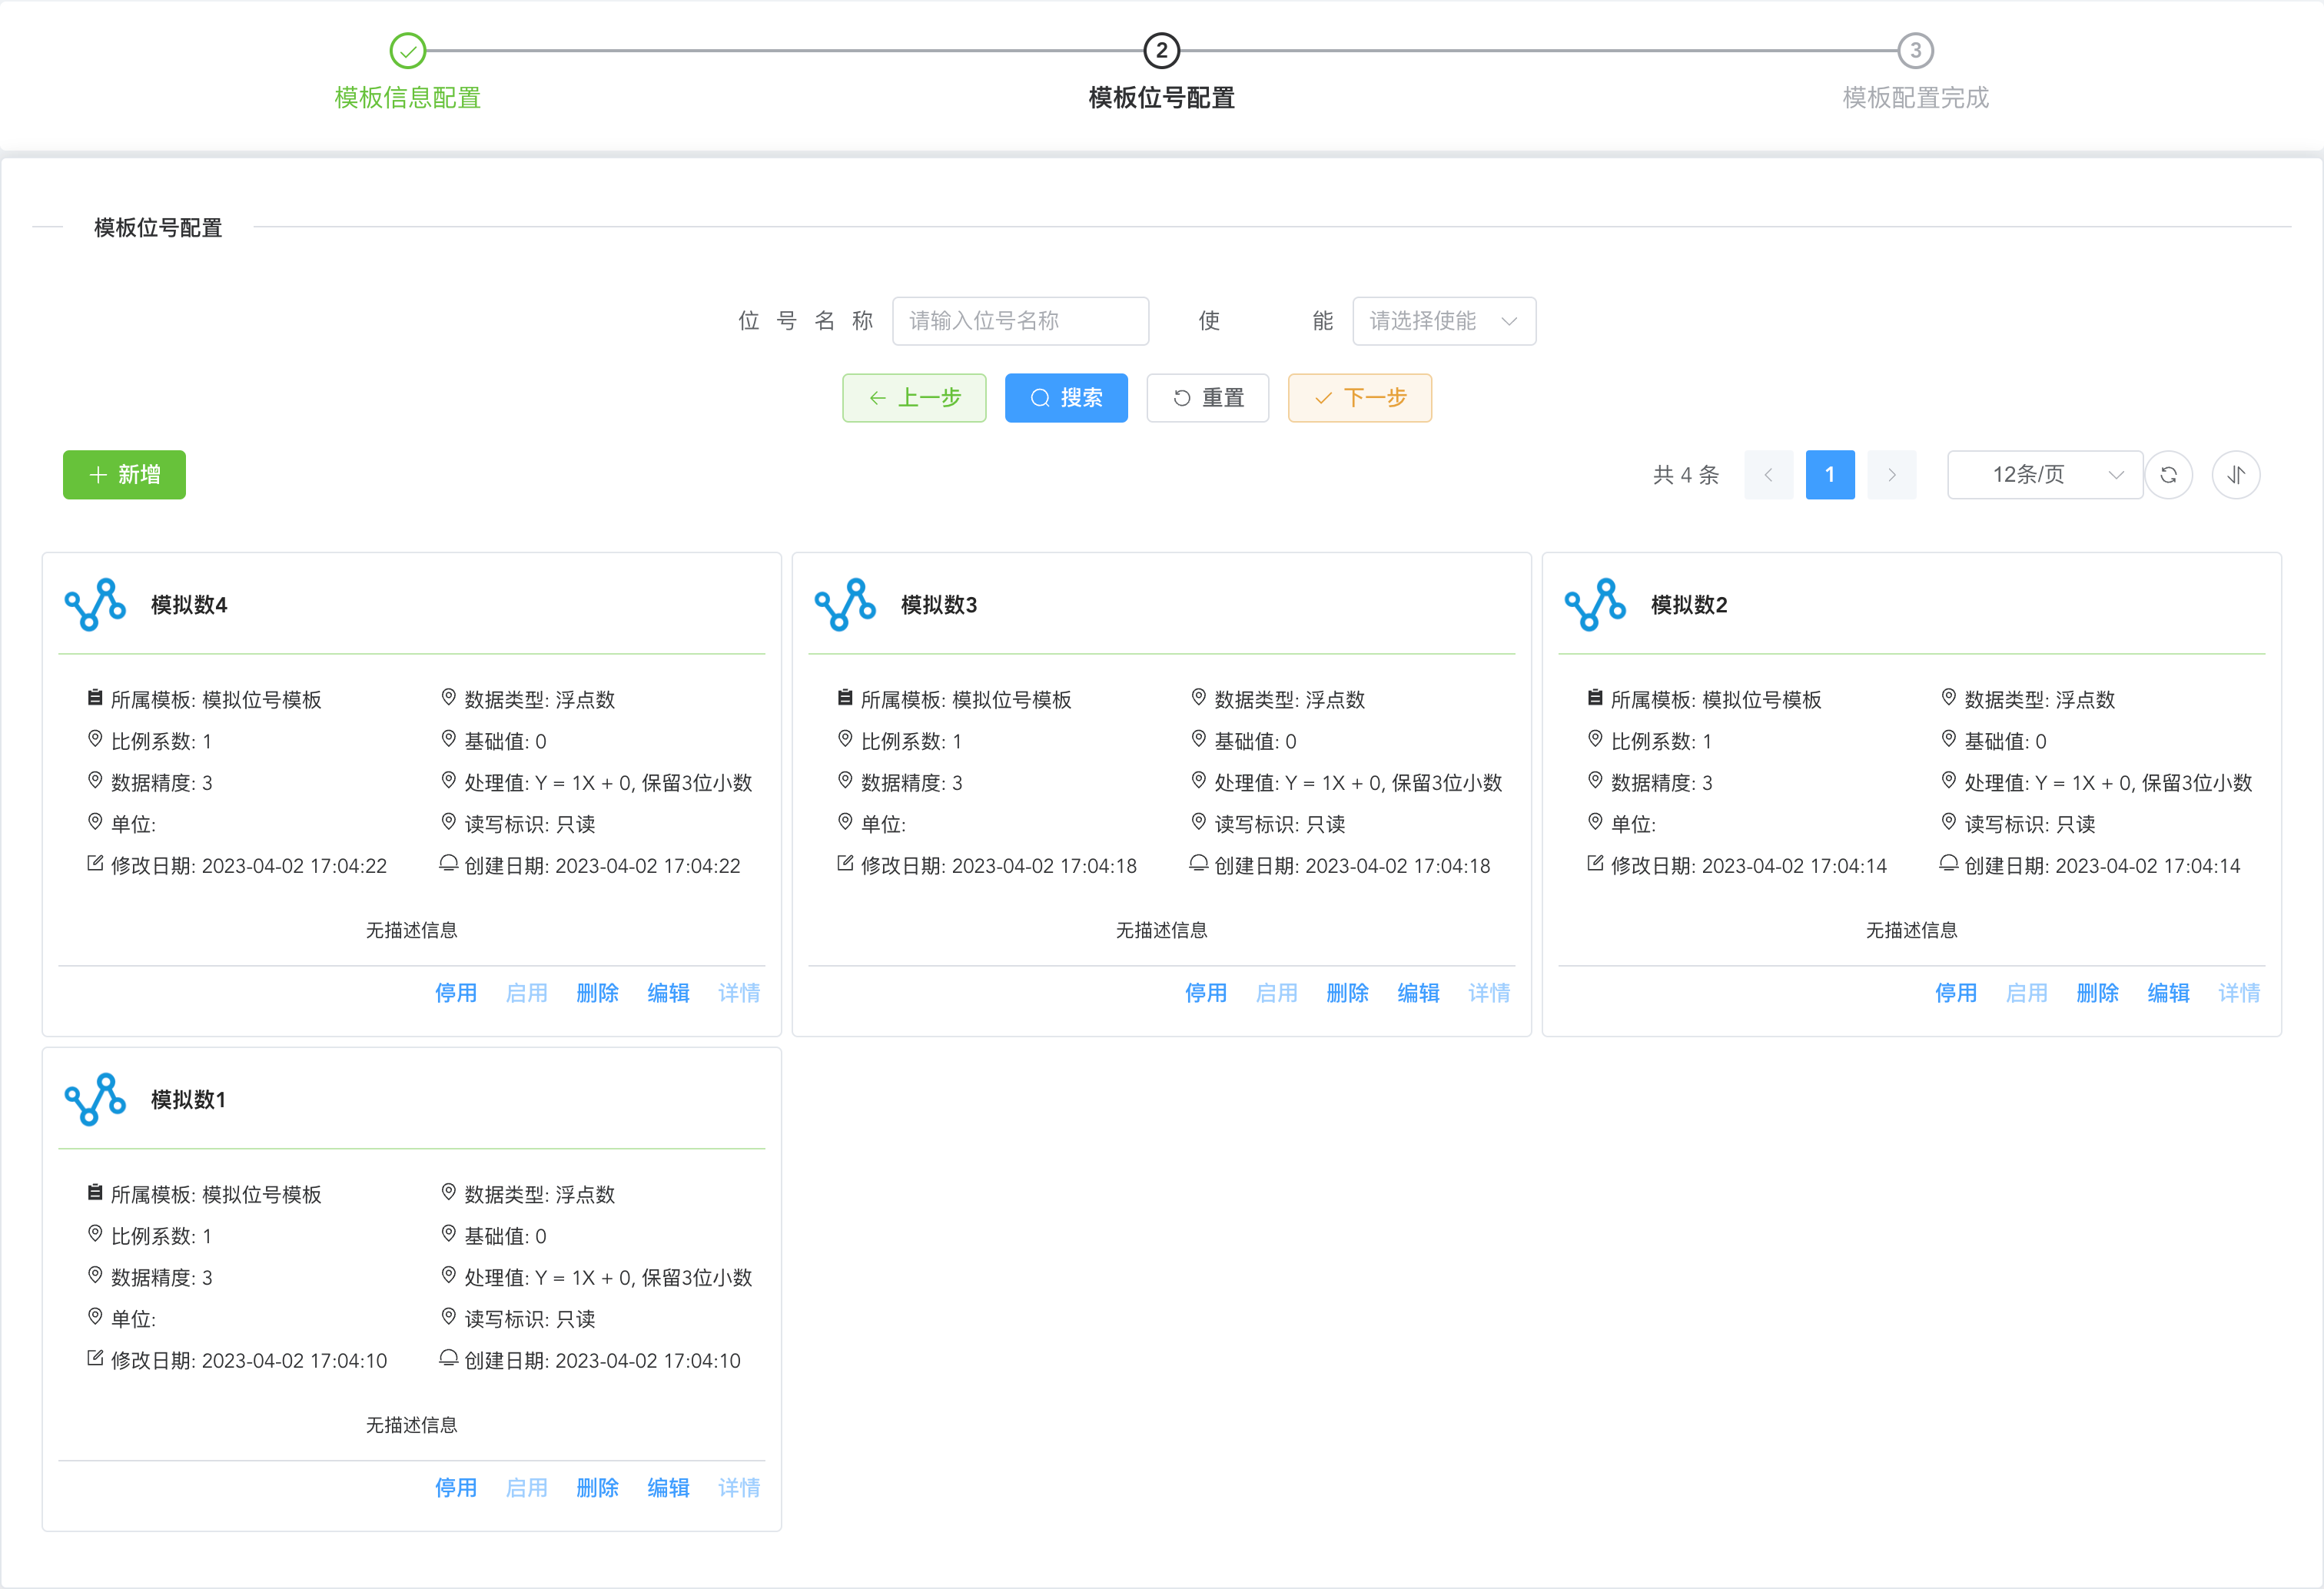 2 3
模板信息配置 模板位号配置 模板配置完成
模板位号配置
位号名称 请输入位号名称 使能 请选择使能
上一步 搜索 重置 下一步
新增 共 4 条 1 12条/页
模拟数4
所属模板: 模拟位号模板 数据类型: 浮点数
比例系数: 1 基础值: 0
数据精度: 3 处理值: Y = 1X + 0, 保留3位小数
单位: 读写标识: 只读
修改日期: 2023-04-02 17:04:22 创建日期: 2023-04-02 17:04:22
无描述信息
停用 启用 删除 编辑 详情
模拟数3
所属模板: 模拟位号模板 数据类型: 浮点数
比例系数: 1 基础值: 0
数据精度: 3 处理值: Y = 1X + 0, 保留3位小数
单位: 读写标识: 只读
修改日期: 2023-04-02 17:04:18 创建日期: 2023-04-02 17:04:18
无描述信息
停用 启用 删除 编辑 详情
模拟数2
所属模板: 模拟位号模板 数据类型: 浮点数
比例系数: 1 基础值: 0
数据精度: 3 处理值: Y = 1X + 0, 保留3位小数
单位: 读写标识: 只读
修改日期: 2023-04-02 17:04:14 创建日期: 2023-04-02 17:04:14
无描述信息
停用 启用 删除 编辑 详情
模拟数1
所属模板: 模拟位号模板 数据类型: 浮点数
比例系数: 1 基础值: 0
数据精度: 3 处理值: Y = 1X + 0, 保留3位小数
单位: 读写标识: 只读
修改日期: 2023-04-02 17:04:10 创建日期: 2023-04-02 17:04:10
无描述信息
停用 启用 删除 编辑 详情